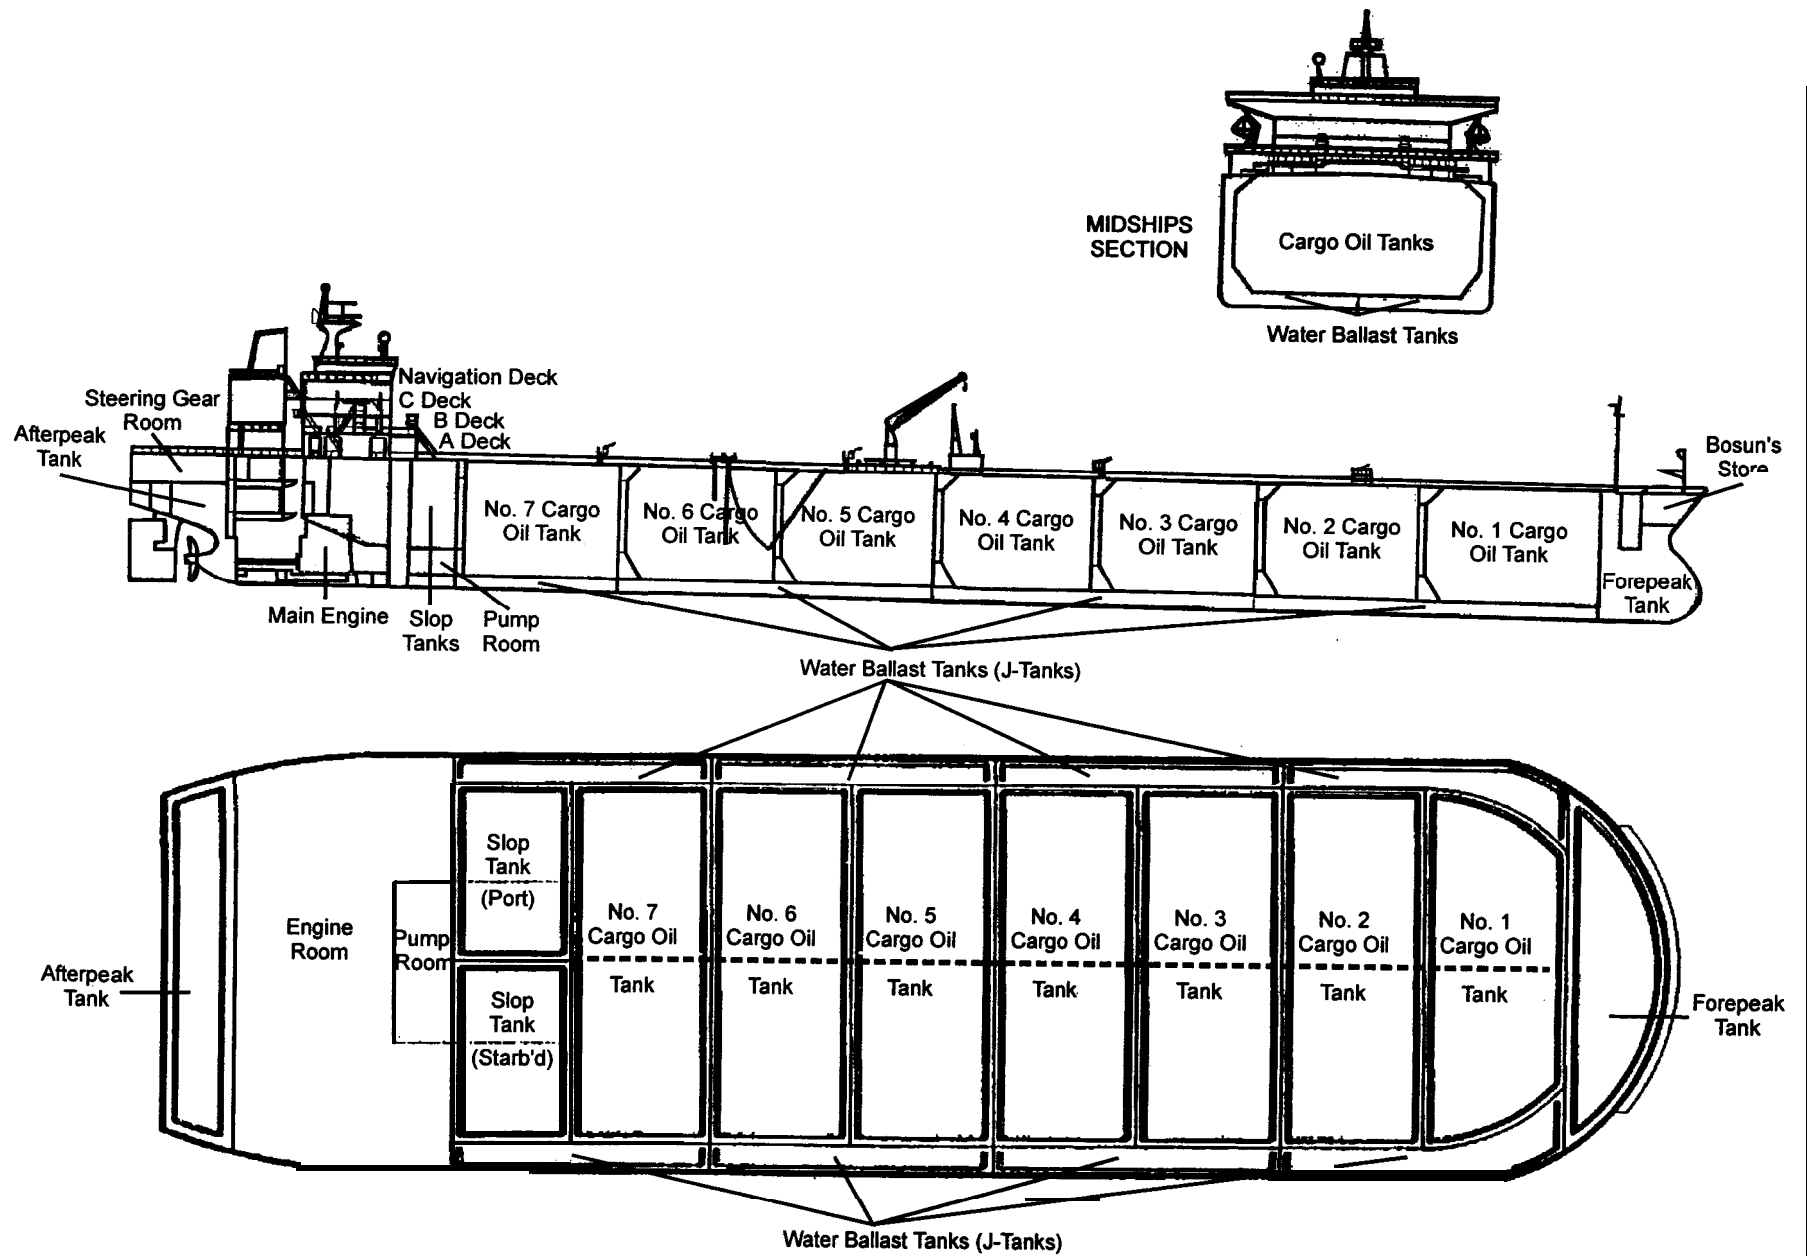 MIDSHIPS
SECTION
Cargo Oil Tanks
Water Ballast Tanks
Navigation Deck
C Deck
B Deck
A Deck
Steering Gear
Room
Afterpeak
Tank
Bosun's
Store
No. 7 Cargo
Oil Tank
No. 6 Cargo
Oil Tank
No. 5 Cargo
Oil Tank
No. 4 Cargo
Oil Tank
No. 3 Cargo
Oil Tank
No. 2 Cargo
Oil Tank
No. 1 Cargo
Oil Tank
Forepeak
Tank
Main Engine
Slop
Tanks
Pump
Room
Water Ballast Tanks (J-Tanks)
Slop
Tank
(Port)
Engine
Room
Pump
Room
Slop
Tank
(Starb'd)
No. 7
Cargo Oil
Tank
No. 6
Cargo Oil
Tank
No. 5
Cargo Oil
Tank
No. 4
Cargo Oil
Tank
No. 3
Cargo Oil
Tank
No. 2
Cargo Oil
Tank
No. 1
Cargo Oil
Tank
Afterpeak
Tank
Forepeak
Tank
Water Ballast Tanks (J-Tanks)